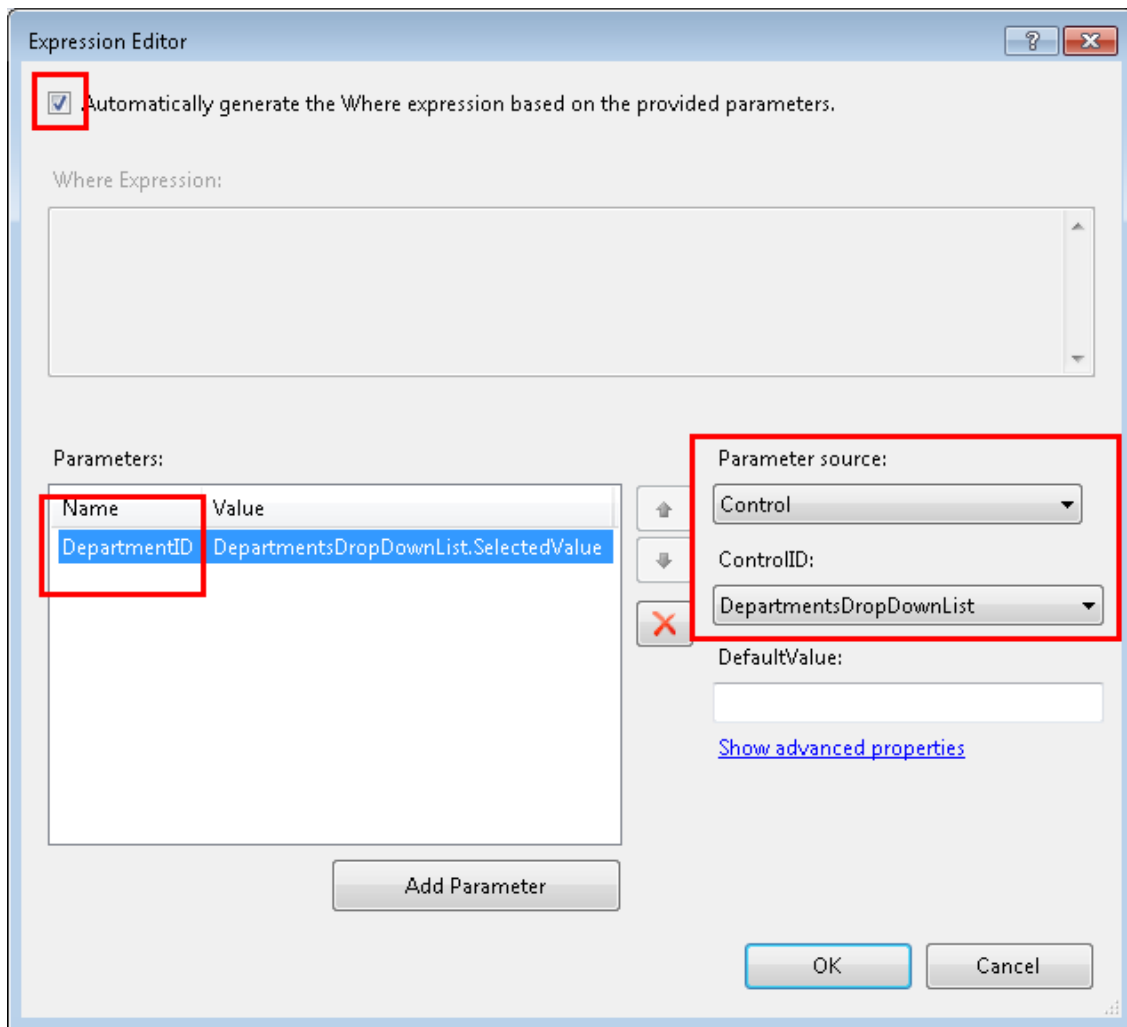 Expression Editor
Automatically generate the Where expression based on the provided parameters.
Where Expression:
Parameters:
Name Value
DepartmentID DepartmentsDropDownList.SelectedValue
Add Parameter
Parameter source:
Control
ControlID:
DepartmentsDropDownList
DefaultValue:
Show advanced properties
OK Cancel